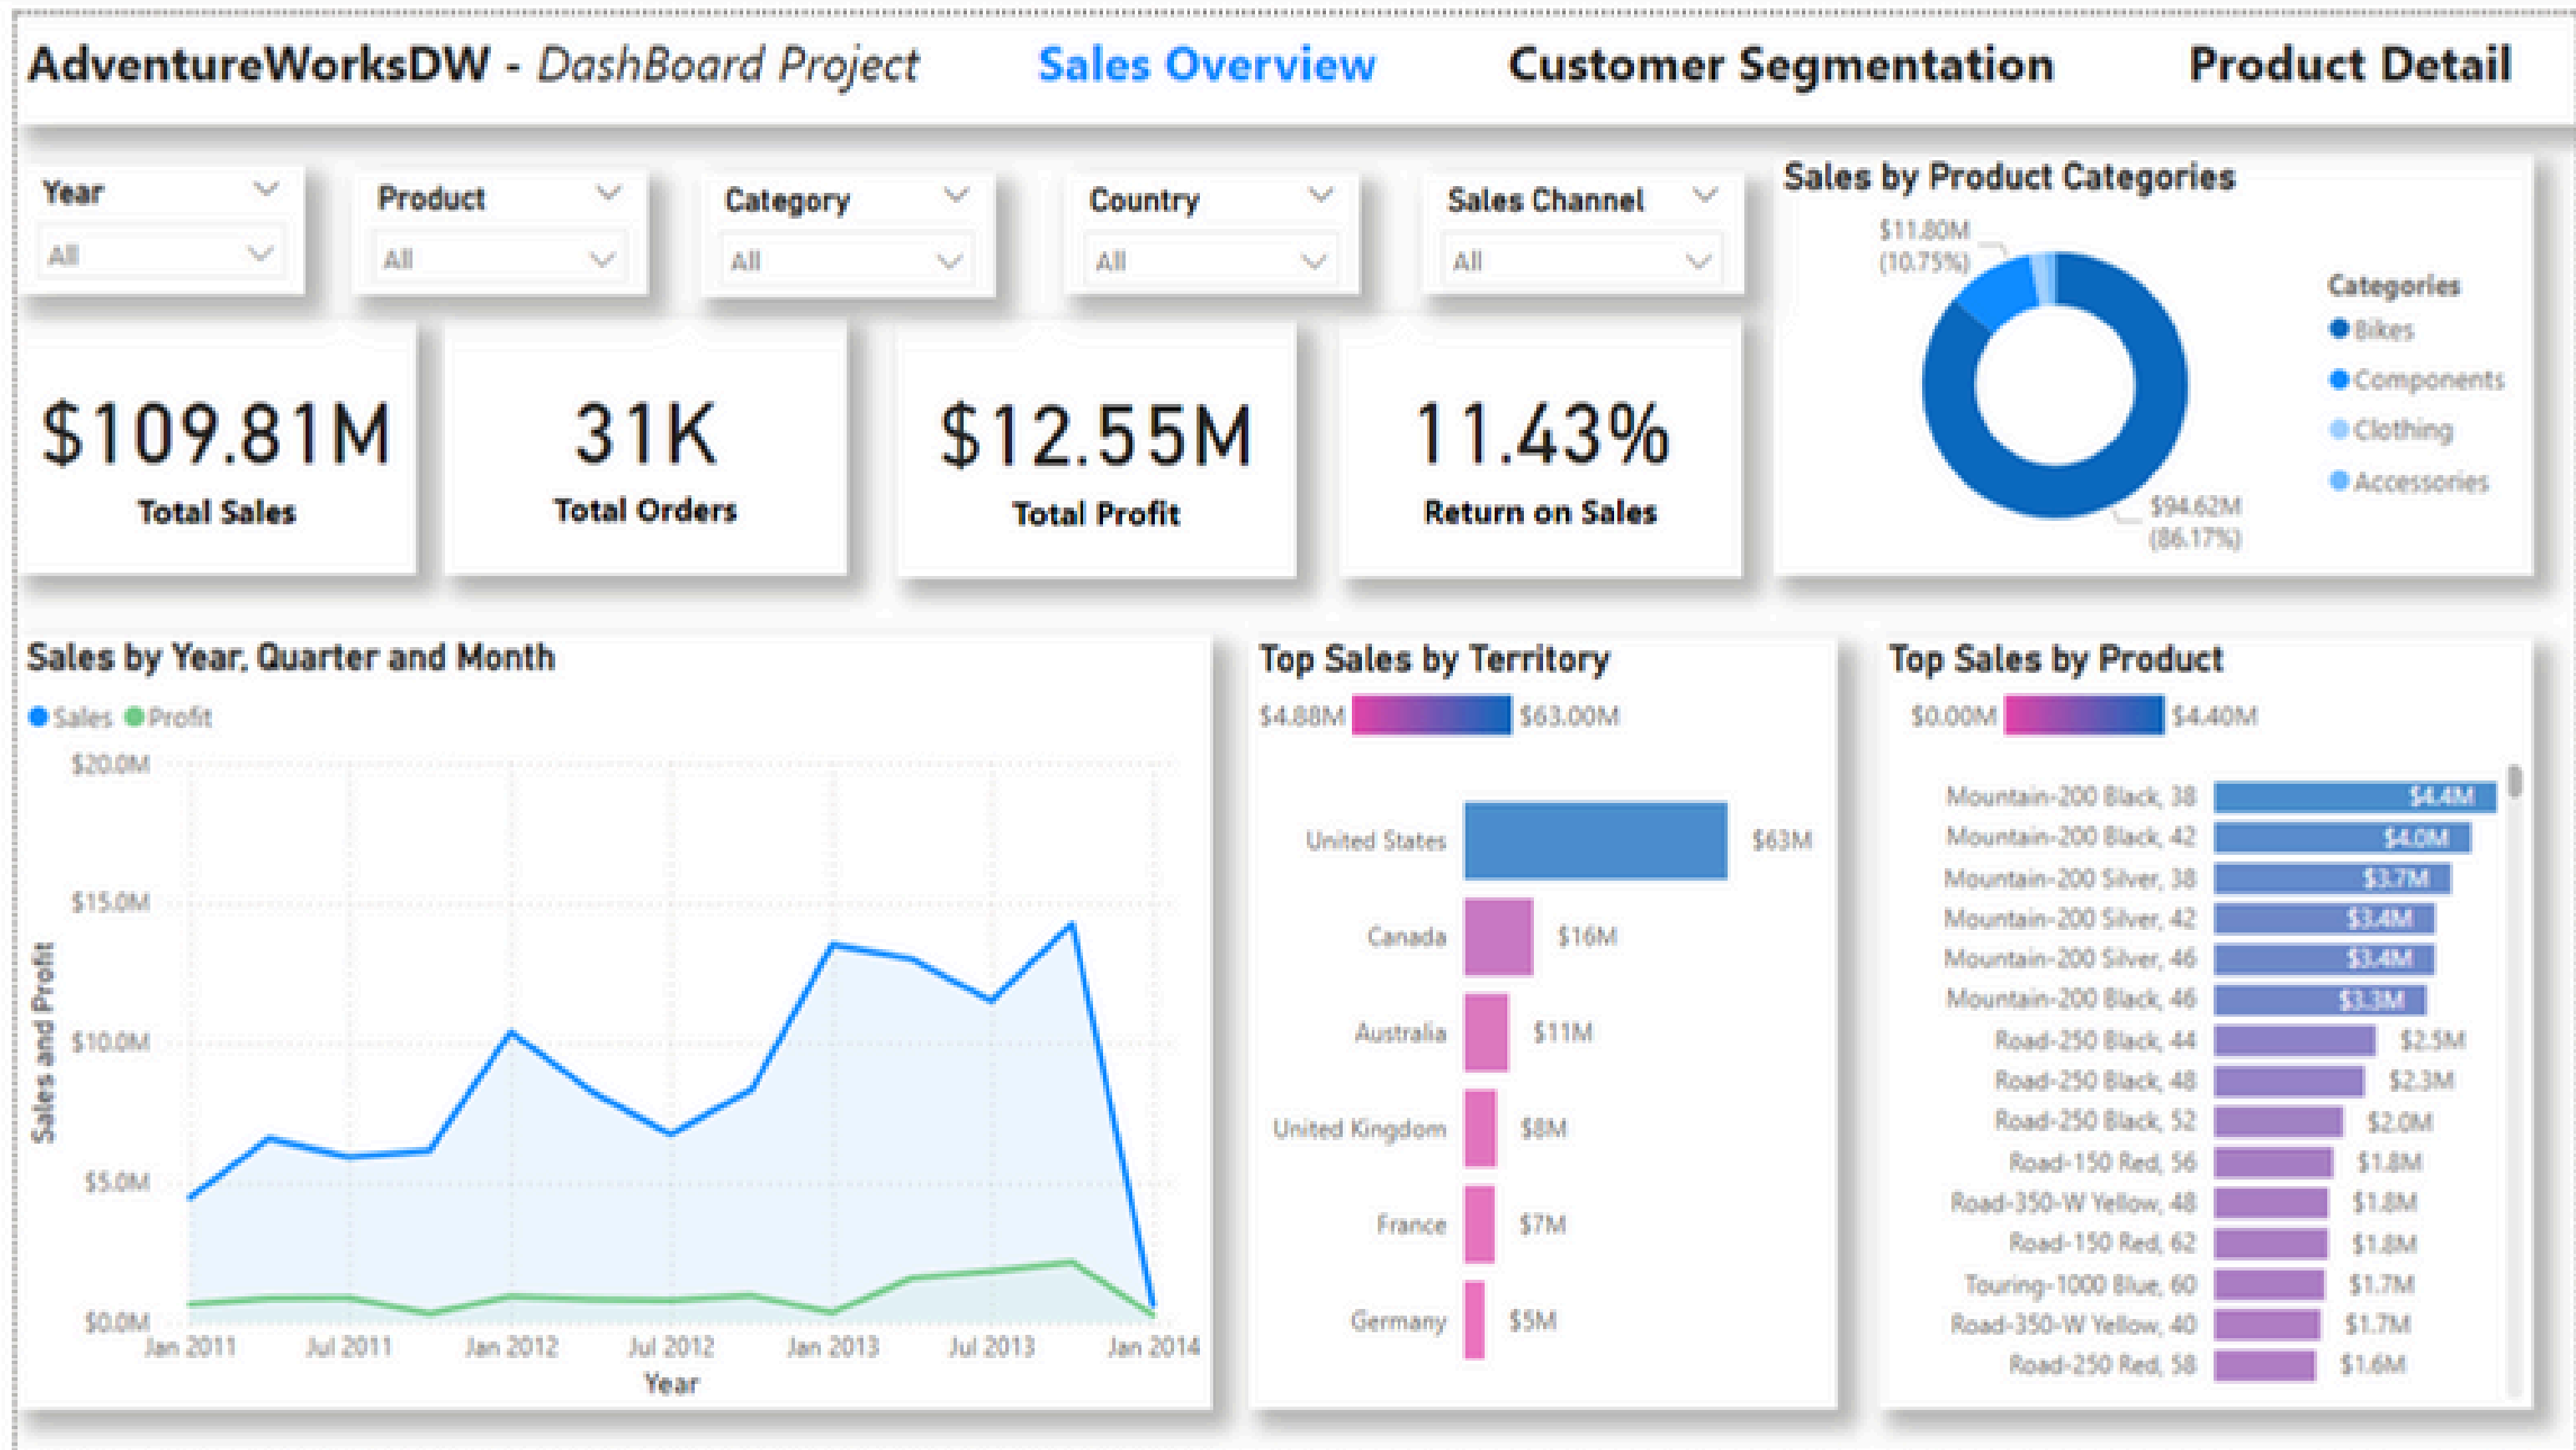 AdventureWorksDW - DashBoard Project
Sales Overview
Customer Segmentation
Product Detail
Year
All
Product
All
Category
All
Country
All
Sales Channel
All
$109.81M
Total Sales
31K
Total Orders
$12.55M
Total Profit
11.43%
Return on Sales
Sales by Product Categories
$11.80M
(10.75%)
$94.62M
(86.17%)
Categories
Bikes
Components
Clothing
Accessories
Sales by Year, Quarter and Month
Sales Profit
Sales and Profit
$20.0M
$15.0M
$10.0M
$5.0M
$0.0M
Jan 2011 Jul 2011 Jan 2012 Jul 2012 Jan 2013 Jul 2013 Jan 2014
Year
Top Sales by Territory
$4.88M $63.00M
United States $63M
Canada $16M
Australia $11M
United Kingdom $8M
France $7M
Germany $5M
Top Sales by Product
$0.00M $4.40M
Mountain-200 Black, 38 $4.4M
Mountain-200 Black, 42 $4.0M
Mountain-200 Silver, 38 $3.7M
Mountain-200 Silver, 42 $3.4M
Mountain-200 Silver, 46 $3.4M
Mountain-200 Black, 46 $3.3M
Road-250 Black, 44 $2.5M
Road-250 Black, 48 $2.3M
Road-250 Black, 52 $2.0M
Road-150 Red, 56 $1.8M
Road-350-W Yellow, 48 $1.8M
Road-150 Red, 62 $1.8M
Touring-1000 Blue, 60 $1.7M
Road-350-W Yellow, 40 $1.7M
Road-250 Red, 58 $1.6M